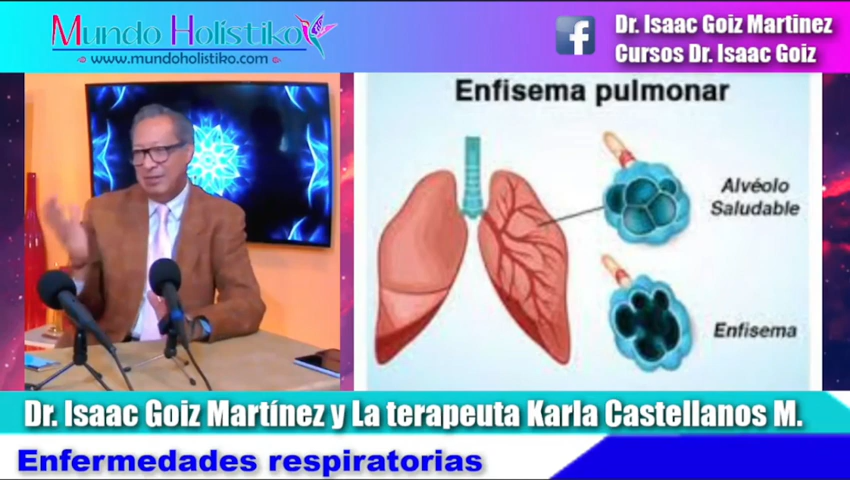 Mundo Holístiko
www.mundoholistiko.com
Dr. Isaac Goiz Martinez
Cursos Dr. Isaac Goiz
Enfisema pulmonar
Alvéolo
Saludable
Enfisema
Dr. Isaac Goiz Martínez y La terapeuta Karla Castellanos M.
Enfermedades respiratorias